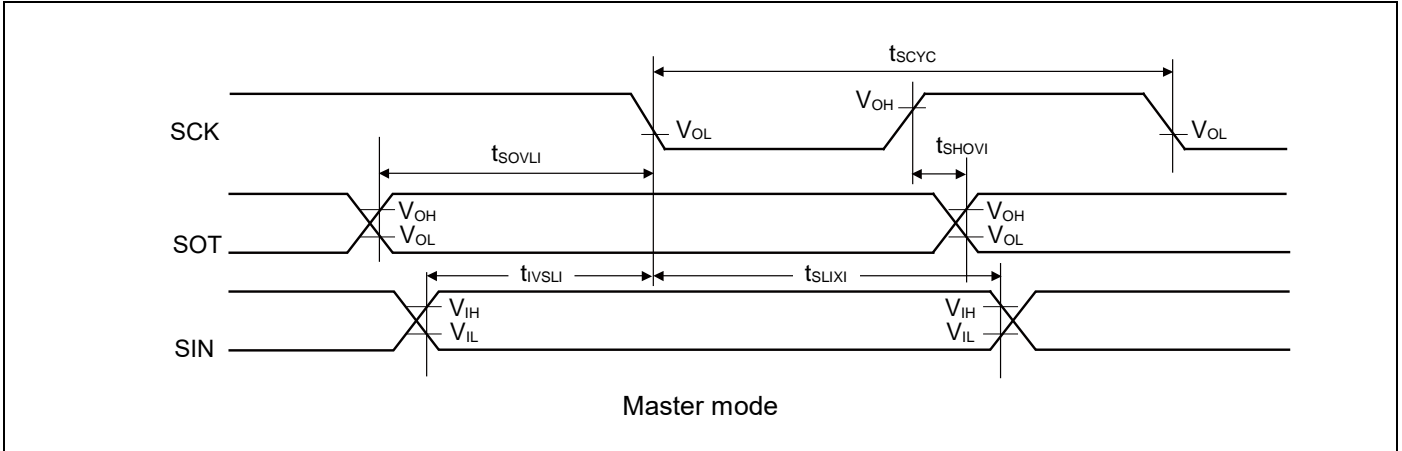 tSCYC
SCK
VOH
VOL
VOL
tSOVLI
tSHOVI
SOT
VOH
VOL
VOH
VOL
tIVSLI
tSLIXI
SIN
VIH
VIL
VIH
VIL
Master mode